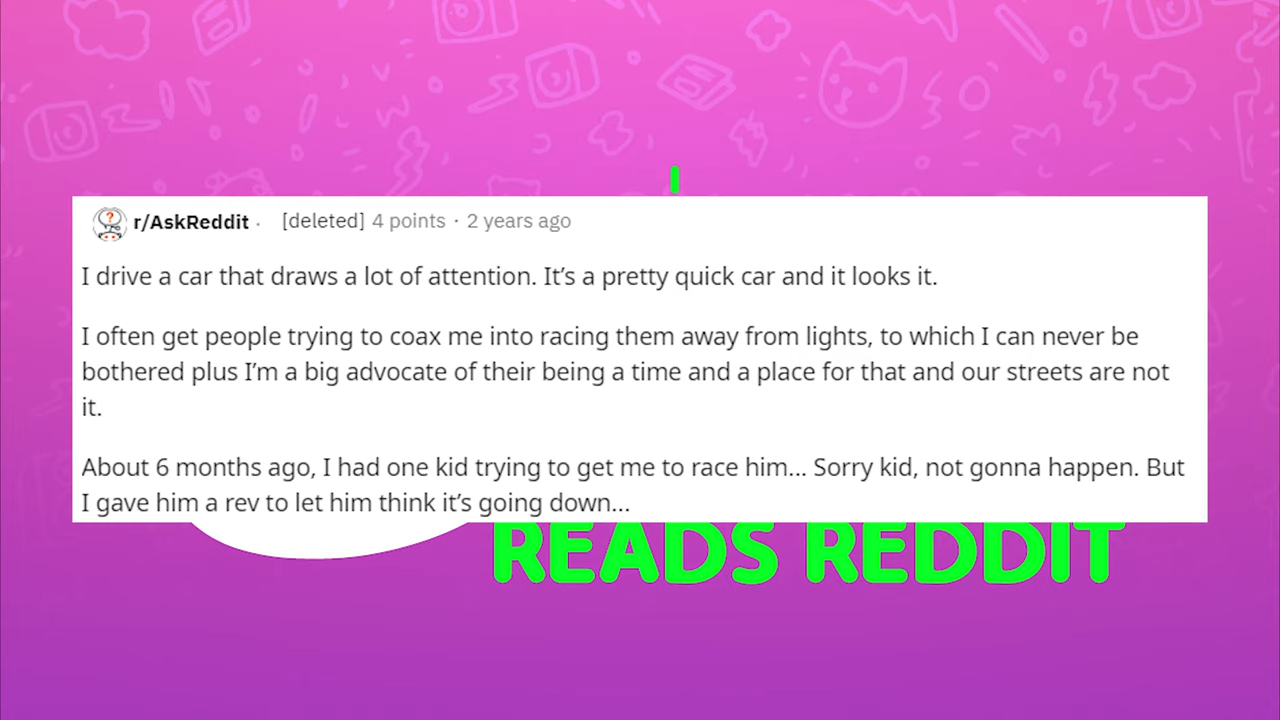 r/AskReddit · [deleted] 4 points · 2 years ago
I drive a car that draws a lot of attention. It’s a pretty quick car and it looks it.
I often get people trying to coax me into racing them away from lights, to which I can never be
bothered plus I’m a big advocate of their being a time and a place for that and our streets are not
it.
About 6 months ago, I had one kid trying to get me to race him... Sorry kid, not gonna happen. But
I gave him a rev to let him think it’s going down...
READS REDDIT